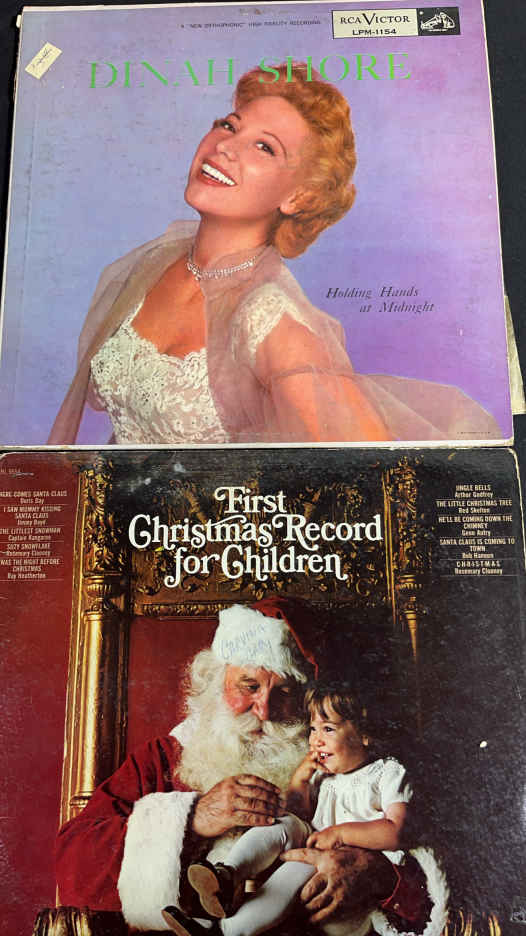 A "NEW ORTHOPHONIC" HIGH FIDELITY RECORDING
RCA VICTOR
LPM-1154
DINAH SHORE
Holding Hands
at Midnight
First
Christmas Record
for Children
HERE COMES SANTA CLAUS
Doris Day
I SAW MOMMY KISSING
SANTA CLAUS
Jimmy Boyd
THE LITTLEST SNOWMAN
Captain Kangaroo
SUZY SNOWFLAKE
Rosemary Clooney
'TWAS THE NIGHT BEFORE
CHRISTMAS
Ray Heatherton
JINGLE BELLS
Arthur Godfrey
THE LITTLE CHRISTMAS TREE
Red Skelton
HE'LL BE COMING DOWN THE
CHIMNEY
Gene Autry
SANTA CLAUS IS COMING TO
TOWN
Bob Hannon
C-H-R-I-S-T-M-A-S
Rosemary Clooney